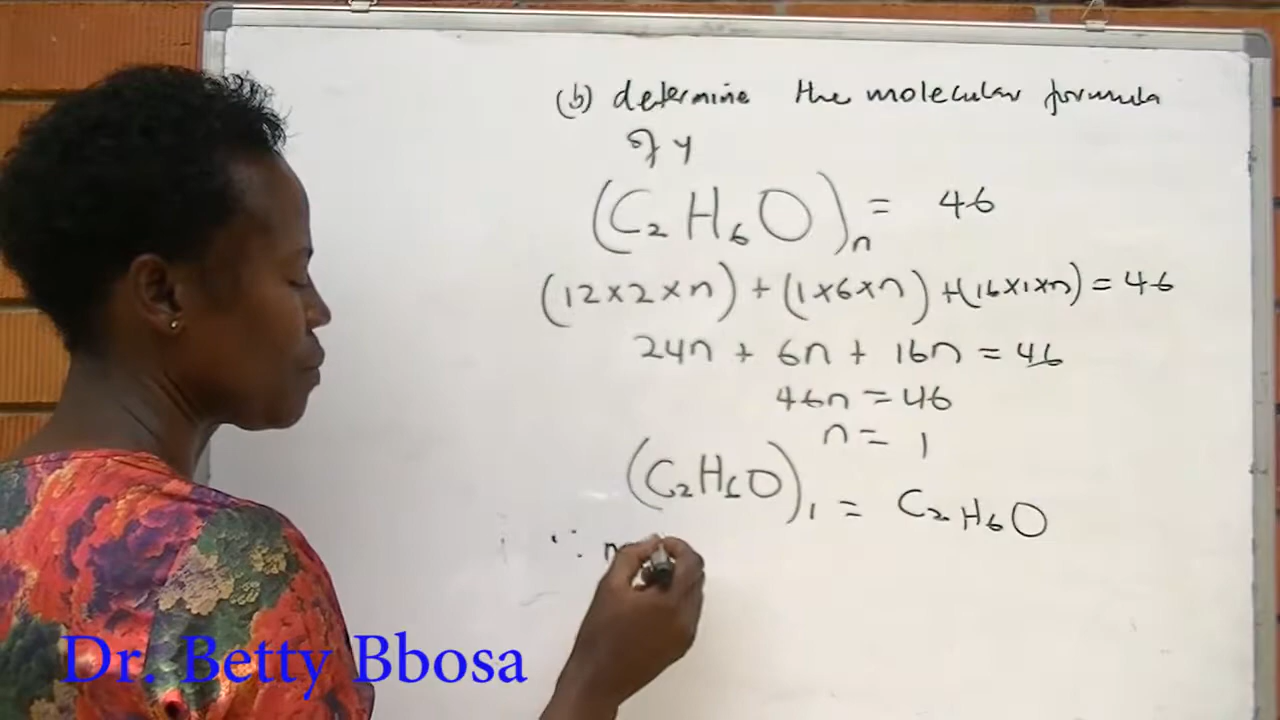 (b) determine the molecular formula
of y
(C₂H₆O)ₙ = 46
(12×2×n) + (1×6×n) + (16×1×n) = 46
24n + 6n + 16n = 46
46n = 46
n = 1
(C₂H₆O)₁ = C₂H₆O
Dr. Betty Bbosa